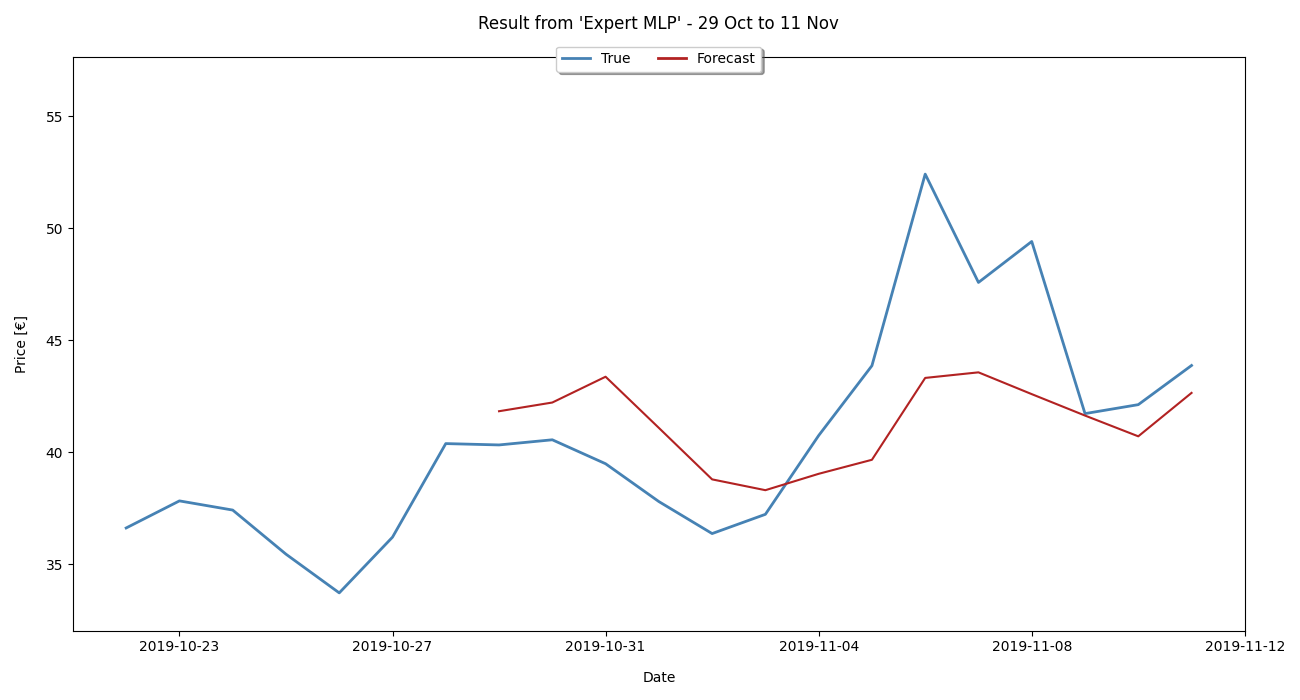 Result from 'Expert MLP' - 29 Oct to 11 Nov
True Forecast
55
50
45
40
35
Price [€]
2019-10-23 2019-10-27 2019-10-31 2019-11-04 2019-11-08 2019-11-12
Date